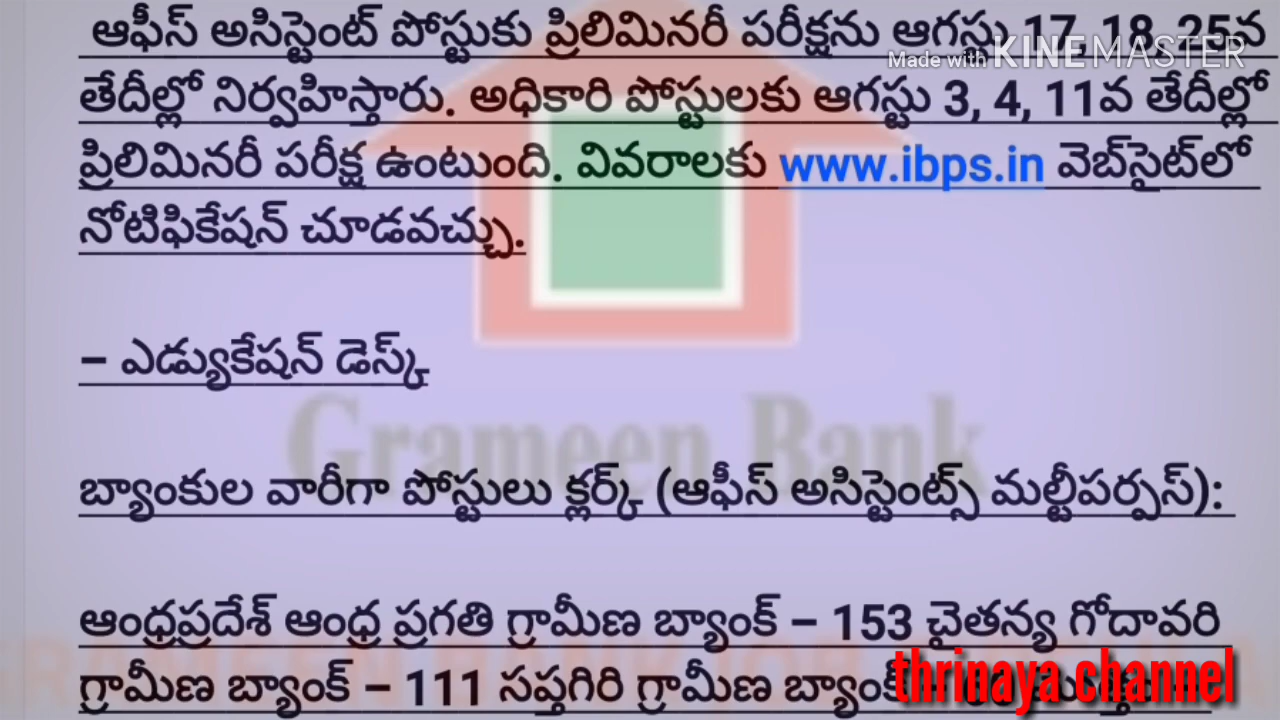 ఆఫీస్ అసిస్టెంట్ పోస్టుకు ప్రిలిమినరీ పరీక్షను ఆగస్టు 17, 18, 25వ
Made with KINEMASTER
తేదీల్లో నిర్వహిస్తారు. అధికారి పోస్టులకు ఆగస్టు 3, 4, 11వ తేదీల్లో
ప్రిలిమినరీ పరీక్ష ఉంటుంది. వివరాలకు www.ibps.in వెబ్‌సైట్‌లో
నోటిఫికేషన్ చూడవచ్చు.
– ఎడ్యుకేషన్ డెస్క్
Grameen Bank
బ్యాంకుల వారీగా పోస్టులు క్లర్క్ (ఆఫీస్ అసిస్టెంట్స్ మల్టీపర్పస్):
ఆంధ్రప్రదేశ్ ఆంధ్ర ప్రగతి గ్రామీణ బ్యాంక్ – 153 చైతన్య గోదావరి
గ్రామీణ బ్యాంక్ – 111 సప్తగిరి గ్రామీణ బ్యాంక్ –
thrinaya channel